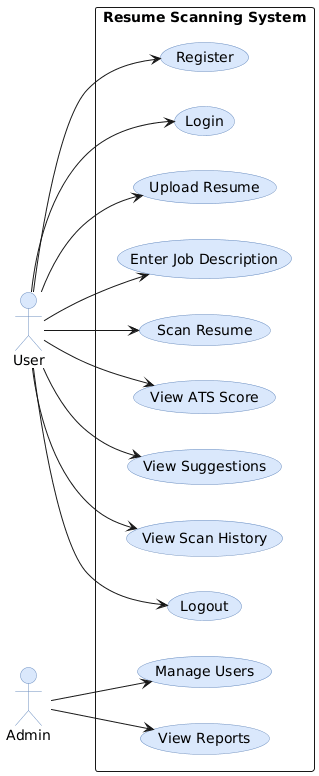 Resume Scanning System
Register
Login
Upload Resume
Enter Job Description
Scan Resume
User
View ATS Score
View Suggestions
View Scan History
Logout
Manage Users
Admin
View Reports